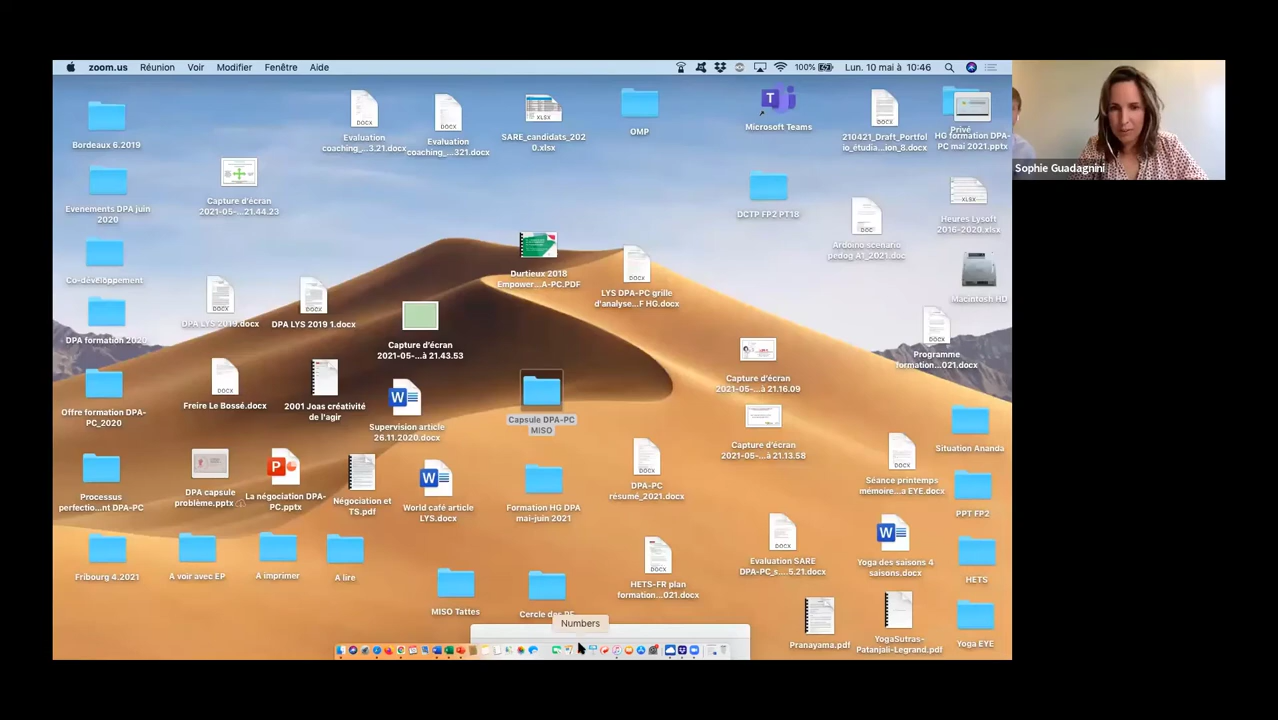 zoom.us Réunion Voir Modifier Fenêtre Aide
100% Lun. 10 mai à 10:46
Sophie Guadagnini
Bordeaux 6.2019
Evaluation
coaching_...3.21.docx
Evaluation
coaching_...321.docx
SARE_candidats_202
0.xlsx
OMP
Microsoft Teams
210421_Draft_Portfol
io_étudia...ion_8.docx
Privé
HG formation DPA-
PC mai 2021.pptx
Evenements DPA juin
2020
Capture d'écran
2021-05-...21.44.23
DCTP FP2 PT18
Heures Lysoft
2016-2020.xlsx
Ardoino scénario
pédog A1_2021.doc
Co-développement
Durtieux 2018
Empower...A-PC.PDF
LYS DPA-PC grille
d'analyse...F HG.docx
Macintosh HD
DPA formation 2020
DPA LYS 2019.docx
DPA LYS 2019 1.docx
Capture d'écran
2021-05-...à 21.43.53
Capture d'écran
2021-05-...à 21.16.09
Programme
formation...021.docx
Offre formation DPA-
PC_2020
Freire Le Bossé.docx
2001 Joas créativité
de l'agir
Supervision article
26.11.2020.docx
Capsule DPA-PC
MISO
Capture d'écran
2021-05-...à 21.13.58
Situation Ananda
Processus
perfectio...nt DPA-PC
DPA capsule
problème.pptx
La négociation DPA-
PC.pptx
Négociation et
TS.pdf
World café article
LYS.docx
Formation HG DPA
mai-juin 2021
DPA-PC
résumé_2021.docx
Séance printemps
mémoire...a EYE.docx
PPT FP2
Fribourg 4.2021
A voir avec EP
A imprimer
A lire
MISO Tattes
Cercle des
HETS-FR plan
formation...021.docx
Evaluation SARE
DPA-PC_s...5.21.docx
Yoga des saisons 4
saisons.docx
HETS
Numbers
Pranayama.pdf
YogaSutras-
Patanjali-Legrand.pdf
Yoga EYE